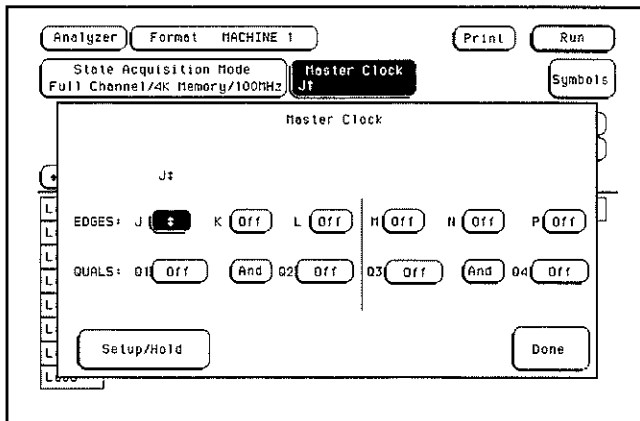 Analyzer Format MACHINE 1 Print Run
State Acquisition Mode
Full Channel/4K Memory/100MHz
Master Clock
J↕
Symbols
Master Clock
J↕
EDGES: J ↕ K Off L Off M Off N Off P Off
QUALS: Q1 Off And Q2 Off Q3 Off And Q4 Off
Setup/Hold Done